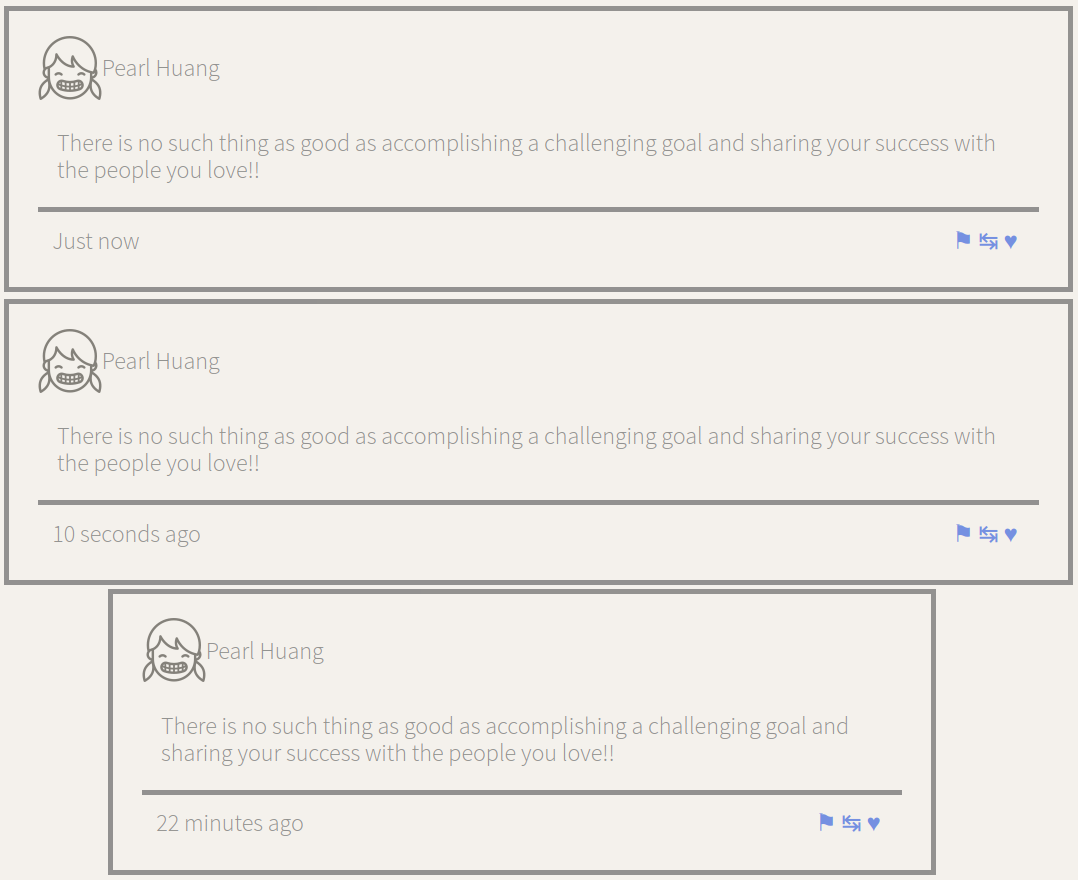 Pearl Huang
There is no such thing as good as accomplishing a challenging goal and sharing your success with
the people you love!!
Just now
⚑ ↹ ♥
Pearl Huang
There is no such thing as good as accomplishing a challenging goal and sharing your success with
the people you love!!
10 seconds ago
⚑ ↹ ♥
Pearl Huang
There is no such thing as good as accomplishing a challenging goal and
sharing your success with the people you love!!
22 minutes ago
⚑ ↹ ♥